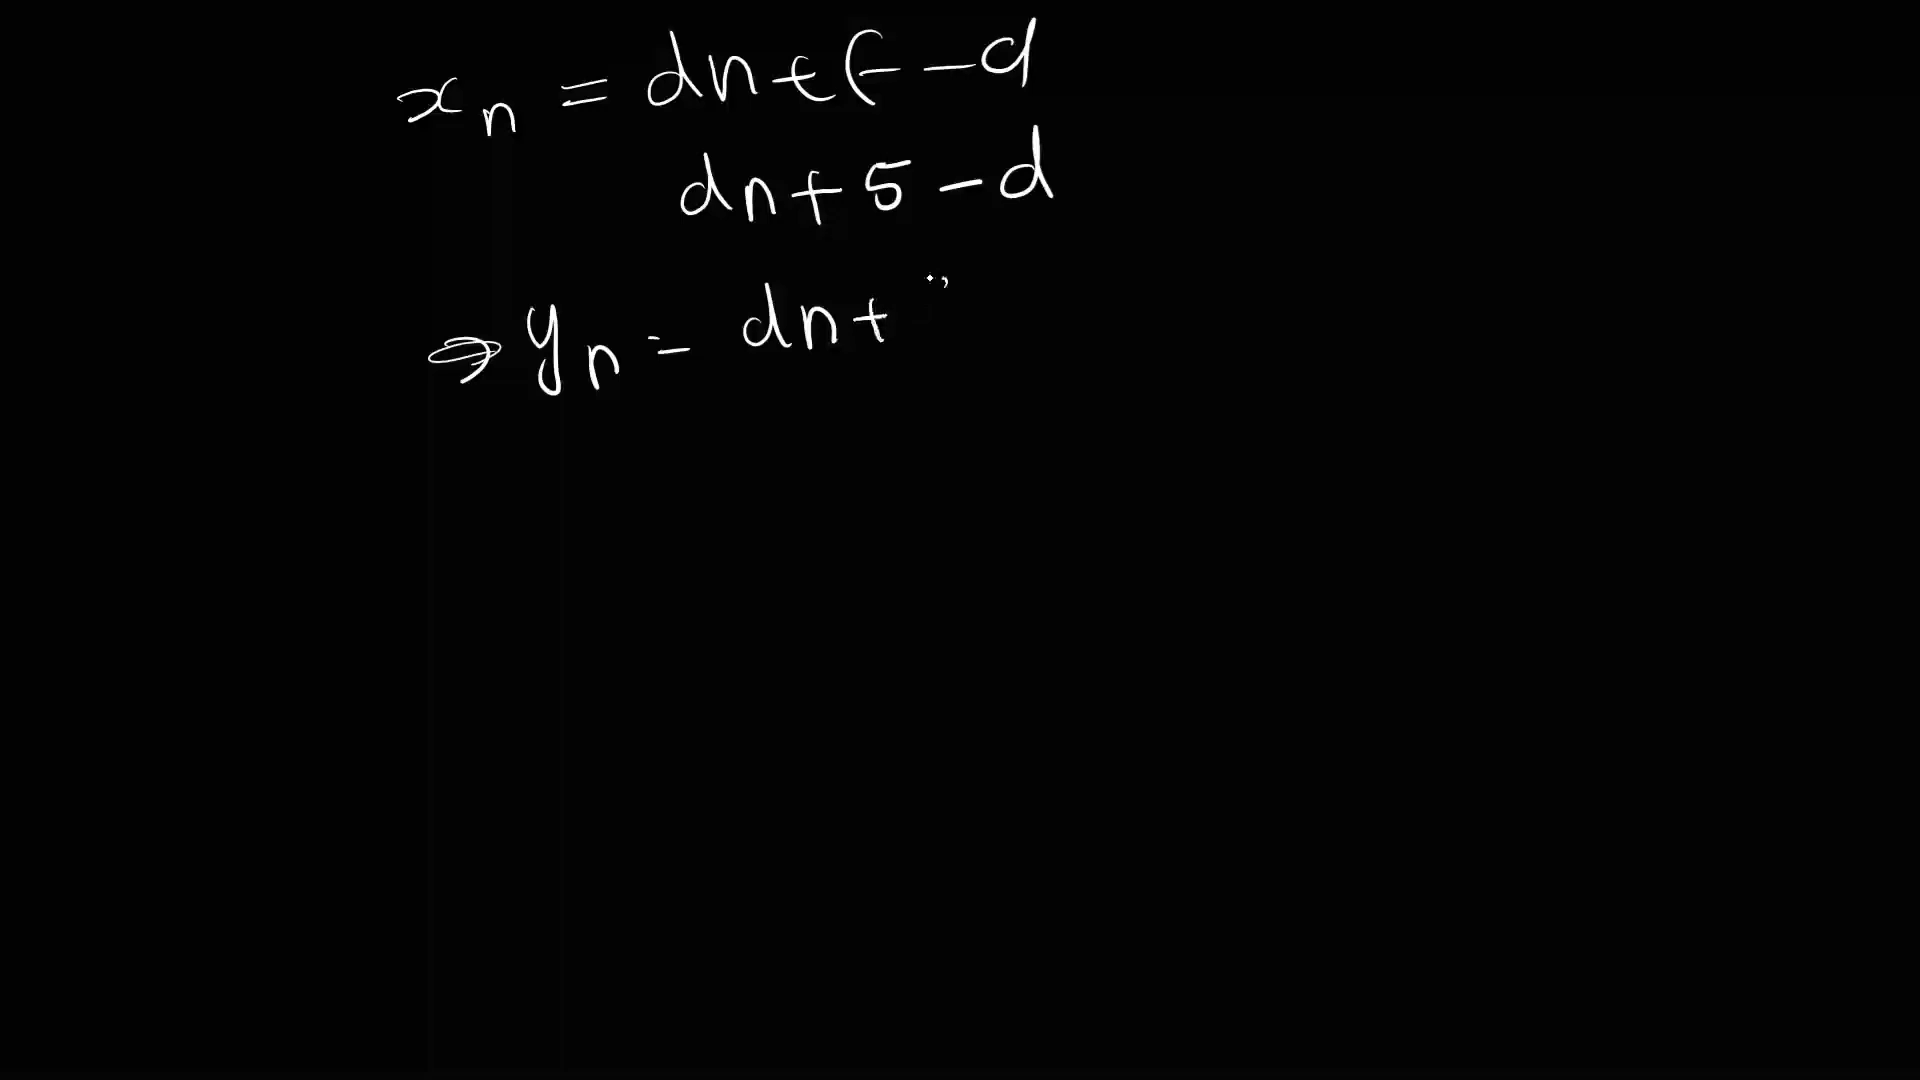 xₙ = dn + f - d
dn + 5 - d
⇒ yₙ = dn +